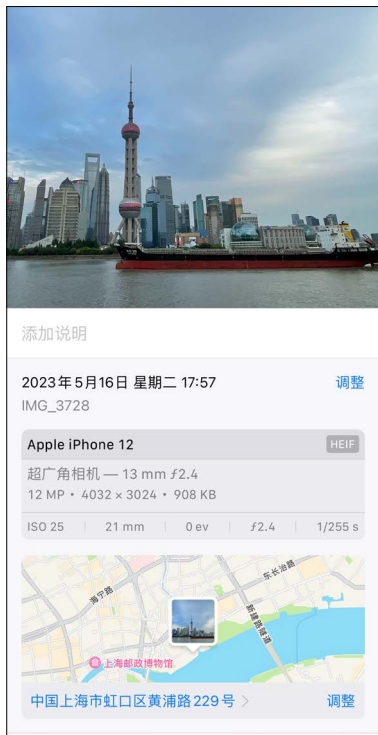 添加说明
2023年5月16日 星期二 17:57
调整
IMG_3728
Apple iPhone 12
HEIF
超广角相机 — 13 mm ƒ2.4
12 MP • 4032 × 3024 • 908 KB
ISO 25
21 mm
0 ev
ƒ2.4
1/255 s
东长治路
海宁路
新建路隧道
上海邮政博物馆
中国上海市虹口区黄浦路229号
调整